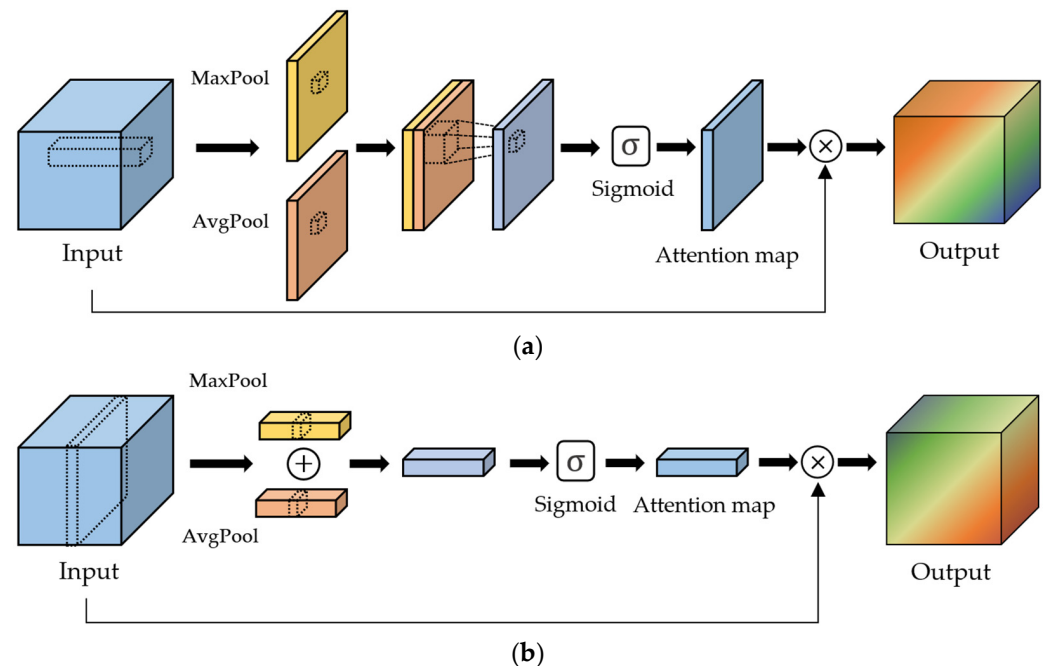 MaxPool
AvgPool
Input
σ
Sigmoid
Attention map
×
Output
(a)
MaxPool
+
AvgPool
Input
σ
Sigmoid
Attention map
×
Output
(b)